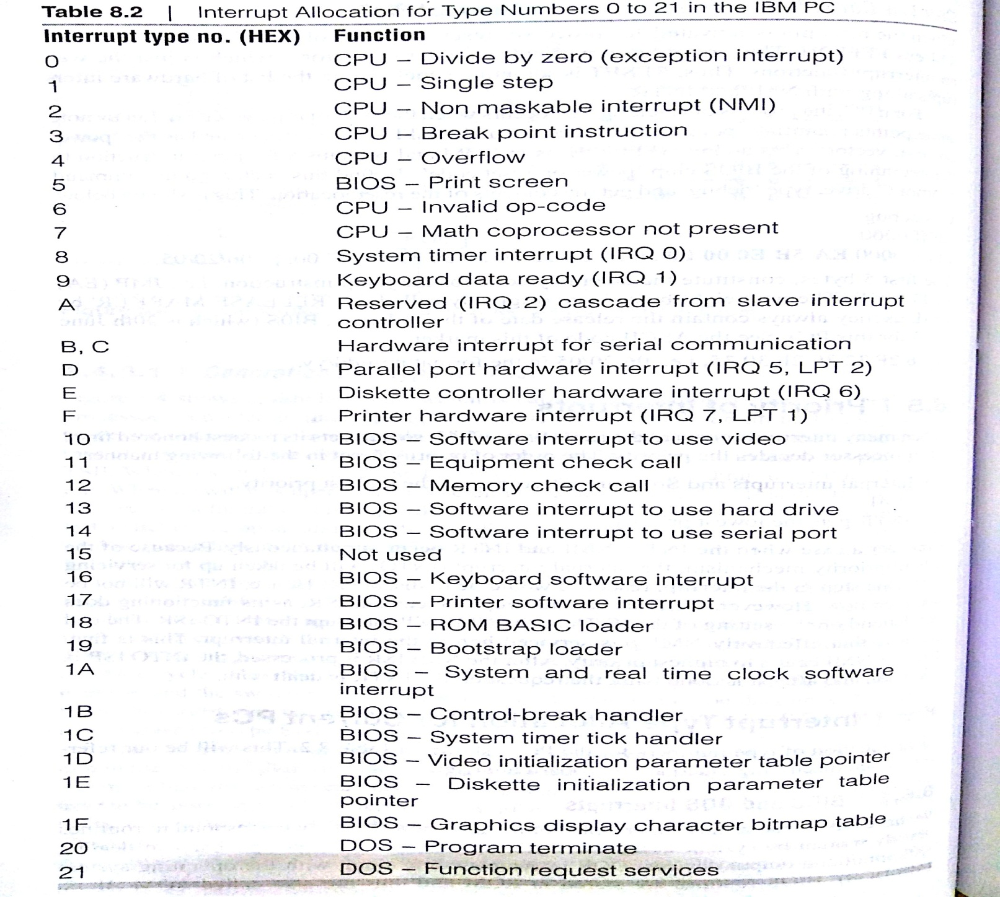 Table 8.2 | Interrupt Allocation for Type Numbers 0 to 21 in the IBM PC
Interrupt type no. (HEX) Function
0 CPU – Divide by zero (exception interrupt)
1 CPU – Single step
2 CPU – Non maskable interrupt (NMI)
3 CPU – Break point instruction
4 CPU – Overflow
5 BIOS – Print screen
6 CPU – Invalid op-code
7 CPU – Math coprocessor not present
8 System timer interrupt (IRQ 0)
9 Keyboard data ready (IRQ 1)
A Reserved (IRQ 2) cascade from slave interrupt
controller
B, C Hardware interrupt for serial communication
D Parallel port hardware interrupt (IRQ 5, LPT 2)
E Diskette controller hardware interrupt (IRQ 6)
F Printer hardware interrupt (IRQ 7, LPT 1)
10 BIOS – Software interrupt to use video
11 BIOS – Equipment check call
12 BIOS – Memory check call
13 BIOS – Software interrupt to use hard drive
14 BIOS – Software interrupt to use serial port
15 Not used
16 BIOS – Keyboard software interrupt
17 BIOS – Printer software interrupt
18 BIOS – ROM BASIC loader
19 BIOS – Bootstrap loader
1A BIOS – System and real time clock software
interrupt
1B BIOS – Control-break handler
1C BIOS – System timer tick handler
1D BIOS – Video initialization parameter table pointer
1E BIOS – Diskette initialization parameter table
pointer
1F BIOS – Graphics display character bitmap table
20 DOS – Program terminate
21 DOS – Function request services